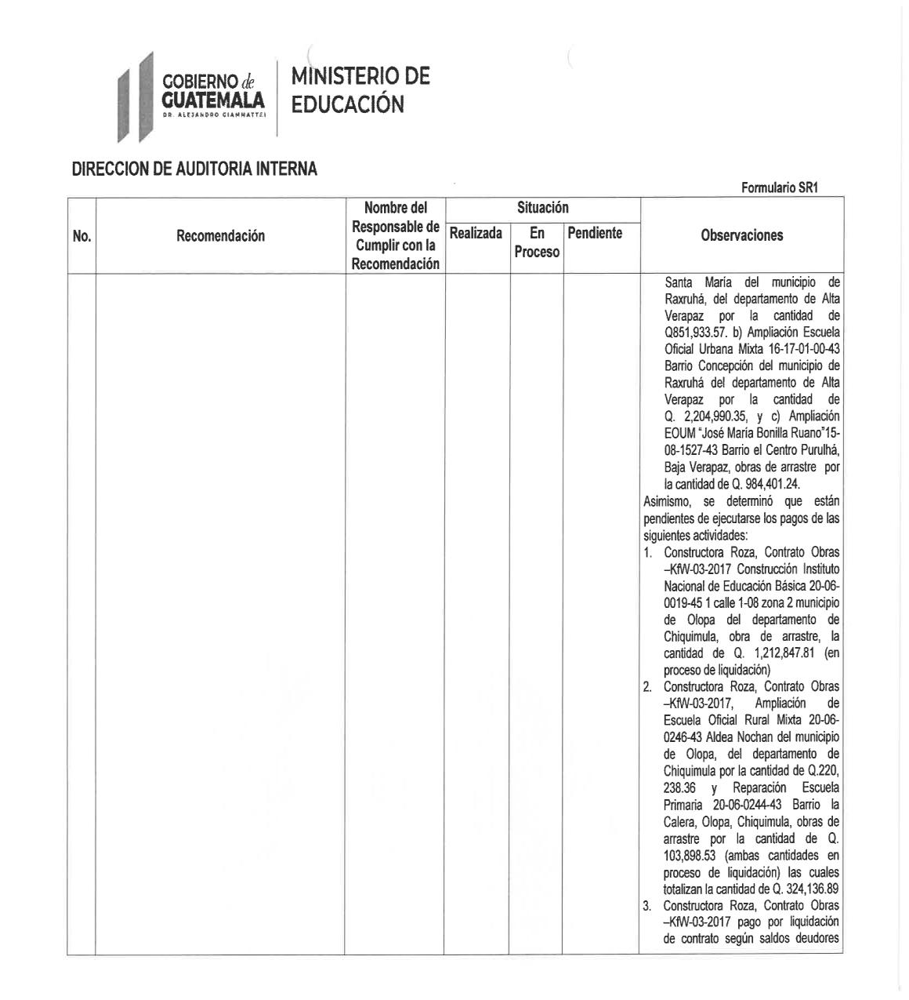 GOBIERNO de
GUATEMALA
DR. ALEJANDRO GIAMMATTEI
MINISTERIO DE
EDUCACIÓN
DIRECCION DE AUDITORIA INTERNA
Formulario SR1
No.
Recomendación
Nombre del
Responsable de
Cumplir con la
Recomendación
Situación
Realizada
En
Proceso
Pendiente
Observaciones
Santa María del municipio de
Raxruhá, del departamento de Alta
Verapaz por la cantidad de
Q851,933.57. b) Ampliación Escuela
Oficial Urbana Mixta 16-17-01-00-43
Barrio Concepción del municipio de
Raxruhá del departamento de Alta
Verapaz por la cantidad de
Q. 2,204,990.35, y c) Ampliación
EOUM “José María Bonilla Ruano”15-
08-1527-43 Barrio el Centro Purulhá,
Baja Verapaz, obras de arrastre por
la cantidad de Q. 984,401.24.
Asimismo, se determinó que están
pendientes de ejecutarse los pagos de las
siguientes actividades:
1. Constructora Roza, Contrato Obras
–KfW-03-2017 Construcción Instituto
Nacional de Educación Básica 20-06-
0019-45 1 calle 1-08 zona 2 municipio
de Olopa del departamento de
Chiquimula, obra de arrastre, la
cantidad de Q. 1,212,847.81 (en
proceso de liquidación)
2. Constructora Roza, Contrato Obras
–KfW-03-2017, Ampliación de
Escuela Oficial Rural Mixta 20-06-
0246-43 Aldea Nochan del municipio
de Olopa, del departamento de
Chiquimula por la cantidad de Q.220,
238.36 y Reparación Escuela
Primaria 20-06-0244-43 Barrio la
Calera, Olopa, Chiquimula, obras de
arrastre por la cantidad de Q.
103,898.53 (ambas cantidades en
proceso de liquidación) las cuales
totalizan la cantidad de Q. 324,136.89
3. Constructora Roza, Contrato Obras
–KfW-03-2017 pago por liquidación
de contrato según saldos deudores